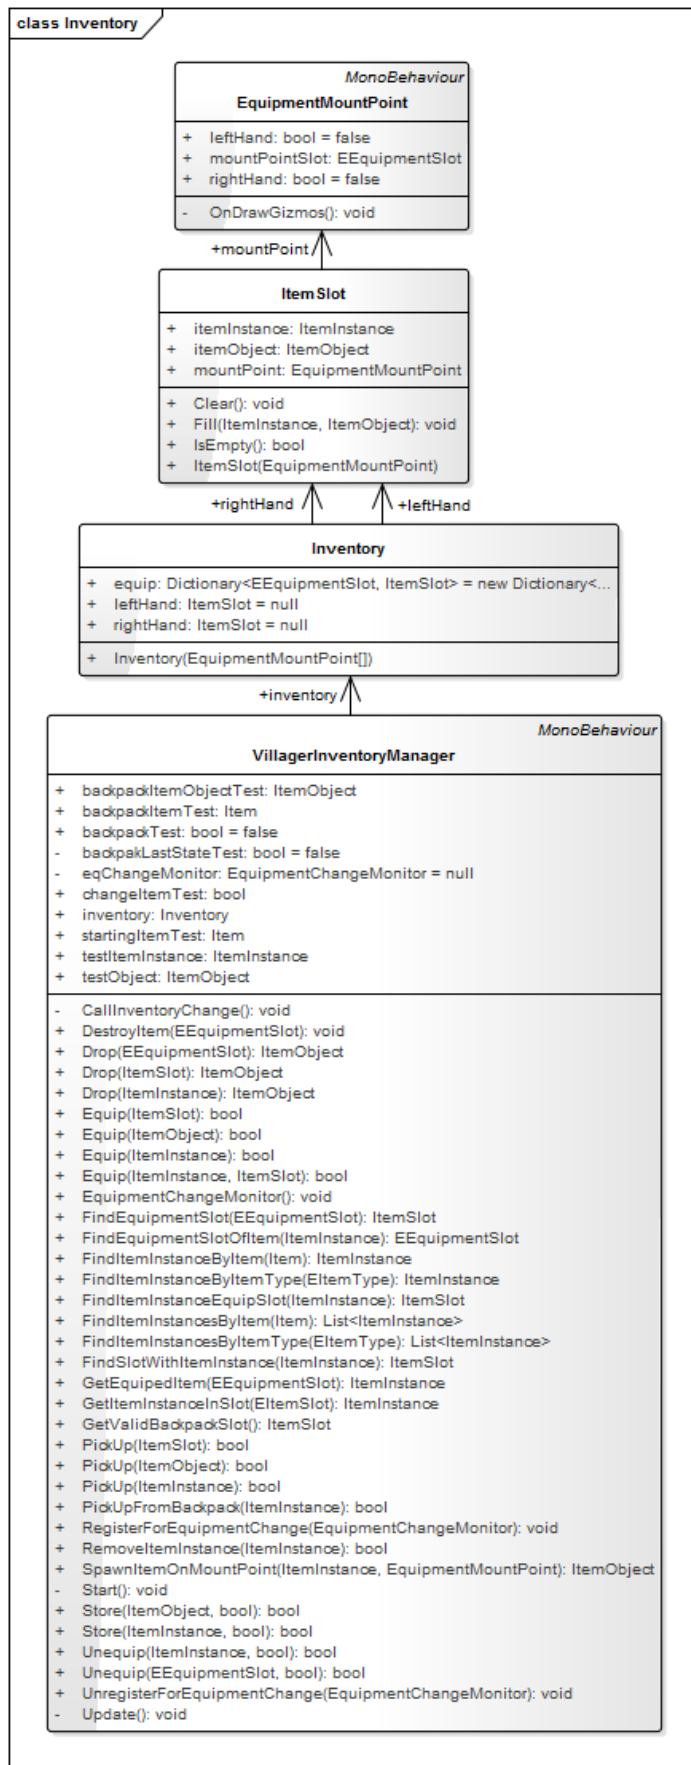 class Inventory
MonoBehaviour
EquipmentMountPoint
+ leftHand: bool = false
+ mountPointSlot: EEquipmentSlot
+ rightHand: bool = false
- OnDrawGizmos(): void
+mountPoint
ItemSlot
+ itemInstance: ItemInstance
+ itemObject: ItemObject
+ mountPoint: EquipmentMountPoint
+ Clear(): void
+ Fill(ItemInstance, ItemObject): void
+ IsEmpty(): bool
+ ItemSlot(EquipmentMountPoint)
+rightHand +leftHand
Inventory
+ equip: Dictionary<EEquipmentSlot, ItemSlot> = new Dictionary<...
+ leftHand: ItemSlot = null
+ rightHand: ItemSlot = null
+ Inventory(EquipmentMountPoint[])
+inventory
MonoBehaviour
VillagerInventoryManager
+ backpackItemObjectTest: ItemObject
+ backpackItemTest: Item
+ backpackTest: bool = false
- backpakLastStateTest: bool = false
- eqChangeMonitor: EquipmentChangeMonitor = null
+ changeItemTest: bool
+ inventory: Inventory
+ startingItemTest: Item
+ testItemInstance: ItemInstance
+ testObject: ItemObject
- CallInventoryChange(): void
+ DestroyItem(EEquipmentSlot): void
+ Drop(EEquipmentSlot): ItemObject
+ Drop(ItemSlot): ItemObject
+ Drop(ItemInstance): ItemObject
+ Equip(ItemSlot): bool
+ Equip(ItemObject): bool
+ Equip(ItemInstance): bool
+ Equip(ItemInstance, ItemSlot): bool
+ EquipmentChangeMonitor(): void
+ FindEquipmentSlot(EEquipmentSlot): ItemSlot
+ FindEquipmentSlotOfItem(ItemInstance): EEquipmentSlot
+ FindItemInstanceByItem(Item): ItemInstance
+ FindItemInstanceByItemType(EItemType): ItemInstance
+ FindItemInstanceEquipSlot(ItemInstance): ItemSlot
+ FindItemInstancesByItem(Item): List<ItemInstance>
+ FindItemInstancesByItemType(EItemType): List<ItemInstance>
+ FindSlotWithItemInstance(ItemInstance): ItemSlot
+ GetEquipedItem(EEquipmentSlot): ItemInstance
+ GetItemInstanceInSlot(EItemSlot): ItemInstance
+ GetValidBackpackSlot(): ItemSlot
+ PickUp(ItemSlot): bool
+ PickUp(ItemObject): bool
+ PickUp(ItemInstance): bool
+ PickUpFromBackpack(ItemInstance): bool
+ RegisterForEquipmentChange(EquipmentChangeMonitor): void
+ RemoveItemInstance(ItemInstance): bool
+ SpawnItemOnMountPoint(ItemInstance, EquipmentMountPoint): ItemObject
- Start(): void
+ Store(ItemObject, bool): bool
+ Store(ItemInstance, bool): bool
+ Unequip(ItemInstance, bool): bool
+ Unequip(EEquipmentSlot, bool): bool
+ UnregisterForEquipmentChange(EquipmentChangeMonitor): void
- Update(): void